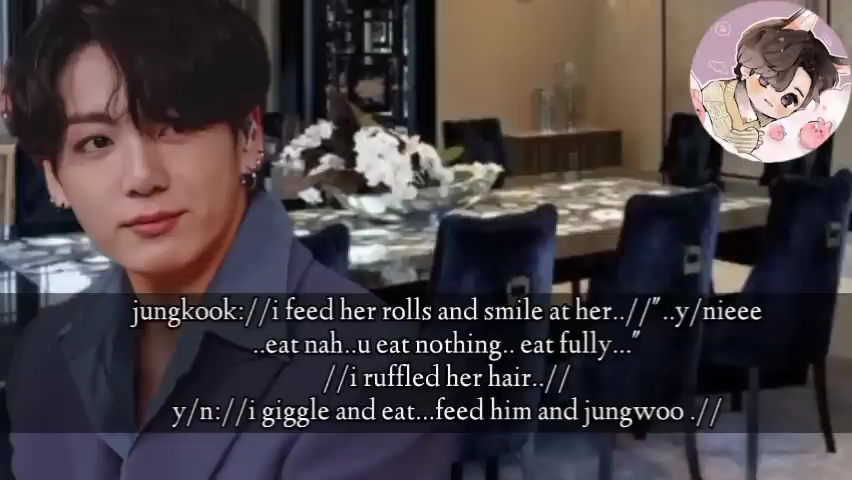 jungkook://i feed her rolls and smile at her..//"..y/nieee
..eat nah..u eat nothing.. eat fully..."
//i ruffled her hair..//
y/n://i giggle and eat...feed him and jungwoo .//